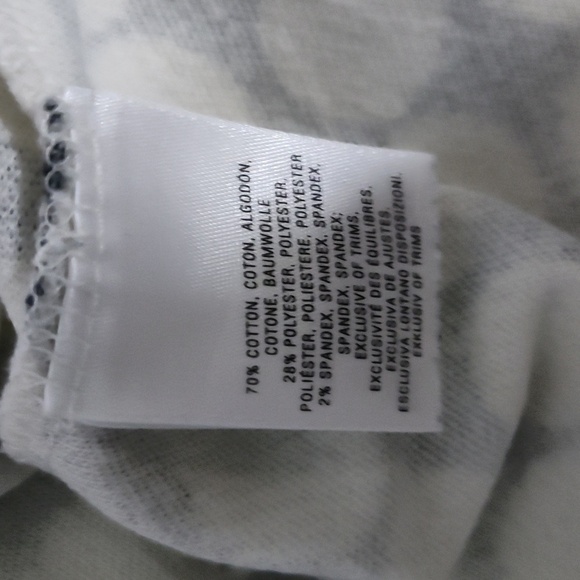 70% COTTON, COTON, ALGODÓN,
COTONE, BAUMWOLLE
28% POLYESTER, POLYESTER,
POLIÉSTER, POLIESTERE, POLYESTER
2% SPANDEX, SPANDEX, SPANDEX,
SPANDEX, SPANDEX;
EXCLUSIVE OF TRIMS,
EXCLUSIVITÉ DES ÉQUILIBRES,
EXCLUSIVA DE AJUSTES,
ESCLUSIVA LONTANO DISPOSIZIONI,
EXKLUSIV OF TRIMS